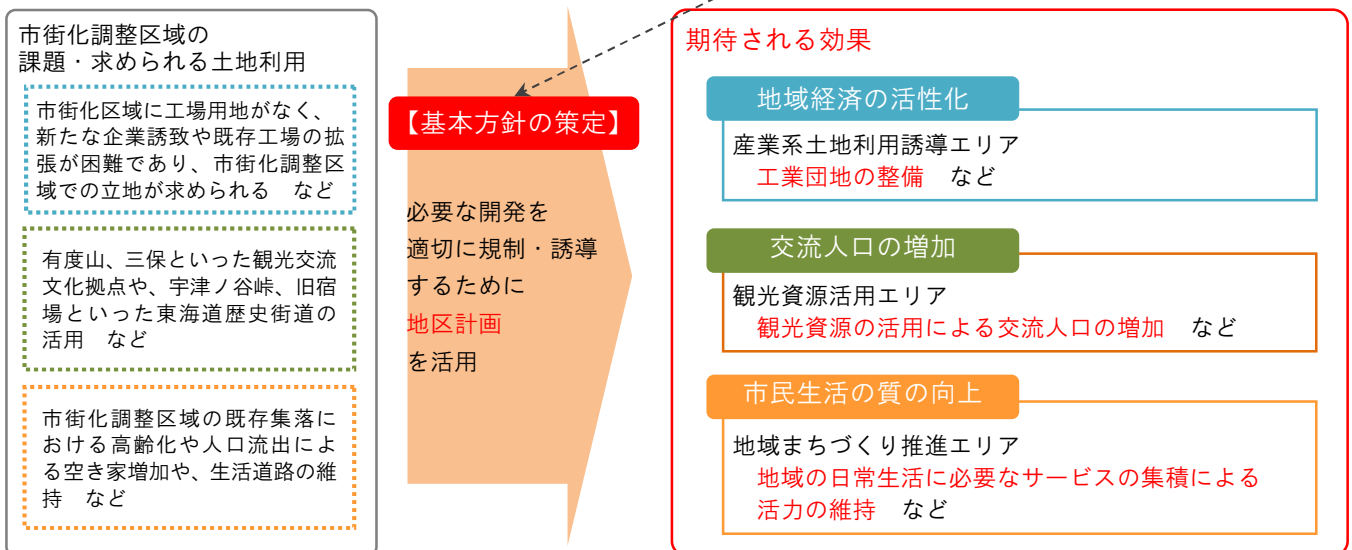 市街化調整区域の
課題・求められる土地利用
市街化区域に工場用地がなく、
新たな企業誘致や既存工場の拡
張が困難であり、市街化調整区
域での立地が求められる　など
有度山、三保といった観光交流
文化拠点や、宇津ノ谷峠、旧宿
場といった東海道歴史街道の
活用　など
市街化調整区域の既存集落に
おける高齢化や人口流出によ
る空き家増加や、生活道路の維
持　など
【基本方針の策定】
必要な開発を
適切に規制・誘導
するために
地区計画
を活用
期待される効果
地域経済の活性化
産業系土地利用誘導エリア
工業団地の整備　など
交流人口の増加
観光資源活用エリア
観光資源の活用による交流人口の増加　など
市民生活の質の向上
地域まちづくり推進エリア
地域の日常生活に必要なサービスの集積による
活力の維持　など